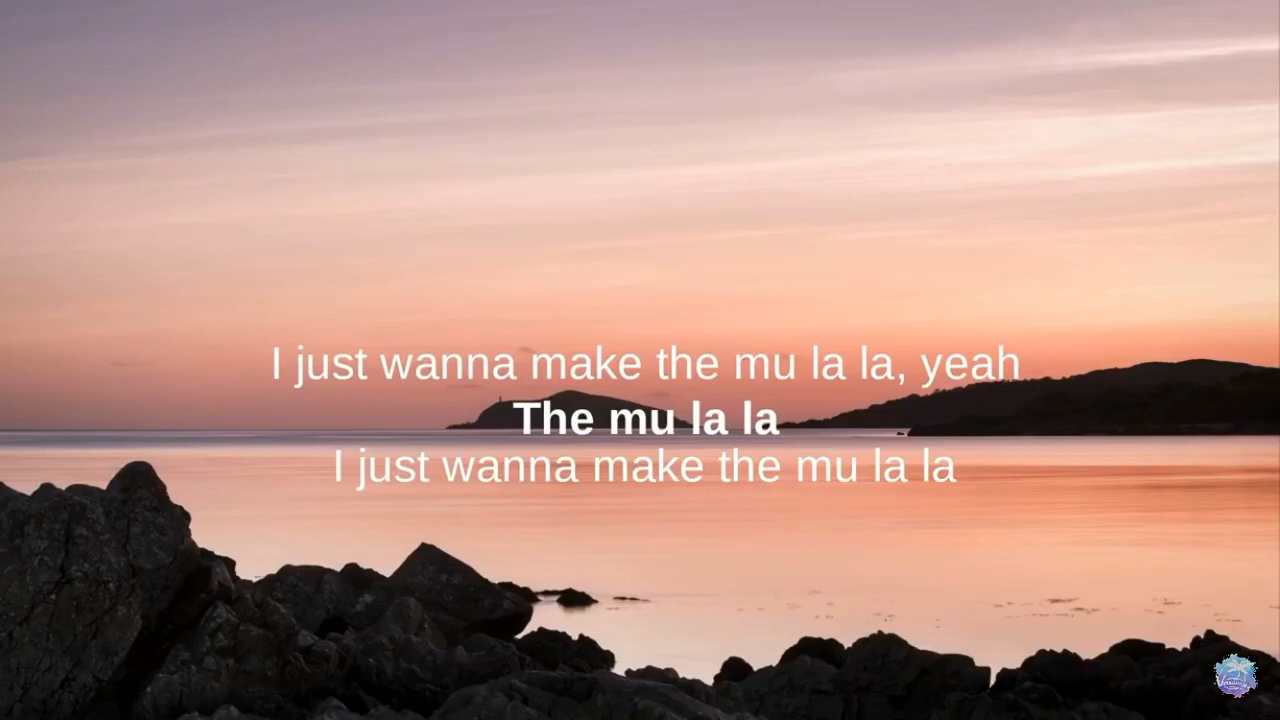 I just wanna make the mu la la, yeah
The mu la la
I just wanna make the mu la la